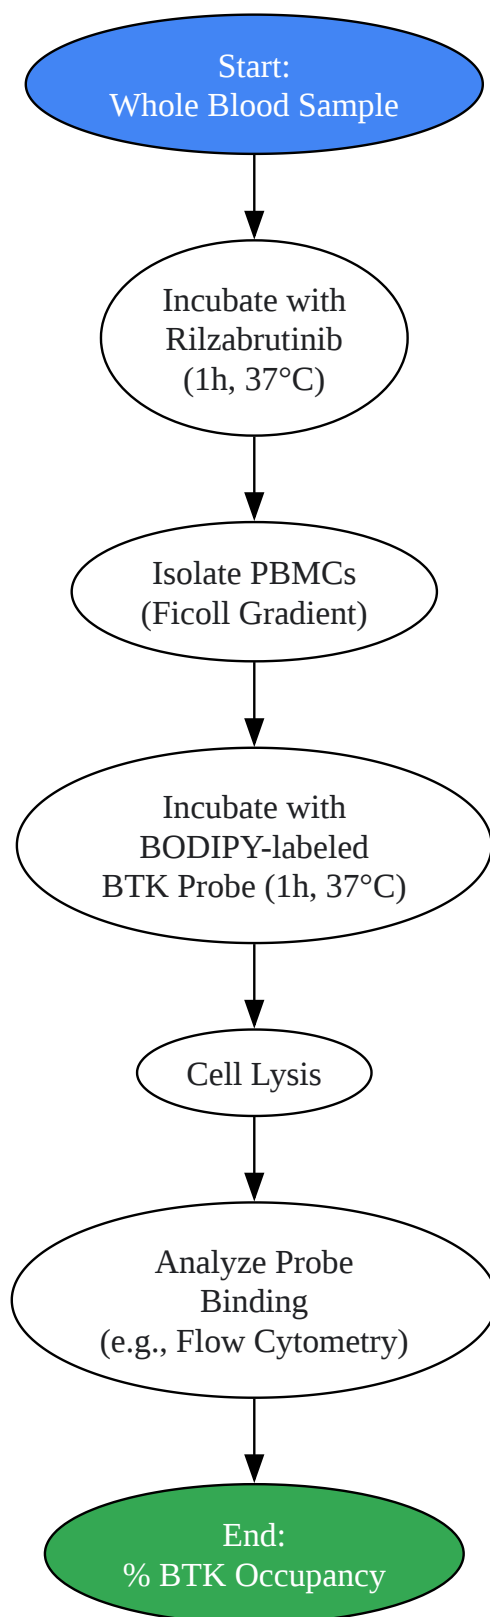 Start:
Whole Blood Sample
Incubate with
Rilzabrutinib
(1h, 37°C)
Isolate PBMCs
(Ficoll Gradient)
Incubate with
BODIPY-labeled
BTK Probe (1h, 37°C)
Cell Lysis
Analyze Probe
Binding
(e.g., Flow Cytometry)
End:
% BTK Occupancy